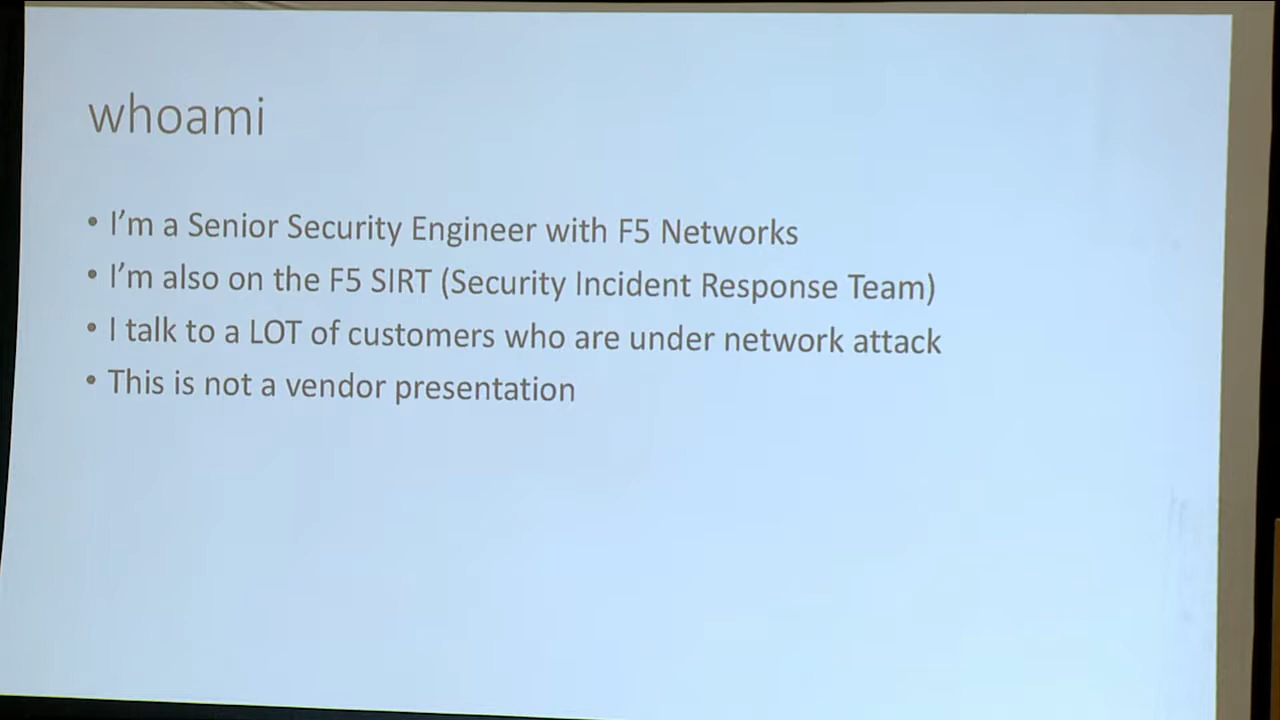 whoami
• I'm a Senior Security Engineer with F5 Networks
• I'm also on the F5 SIRT (Security Incident Response Team)
• I talk to a LOT of customers who are under network attack
• This is not a vendor presentation